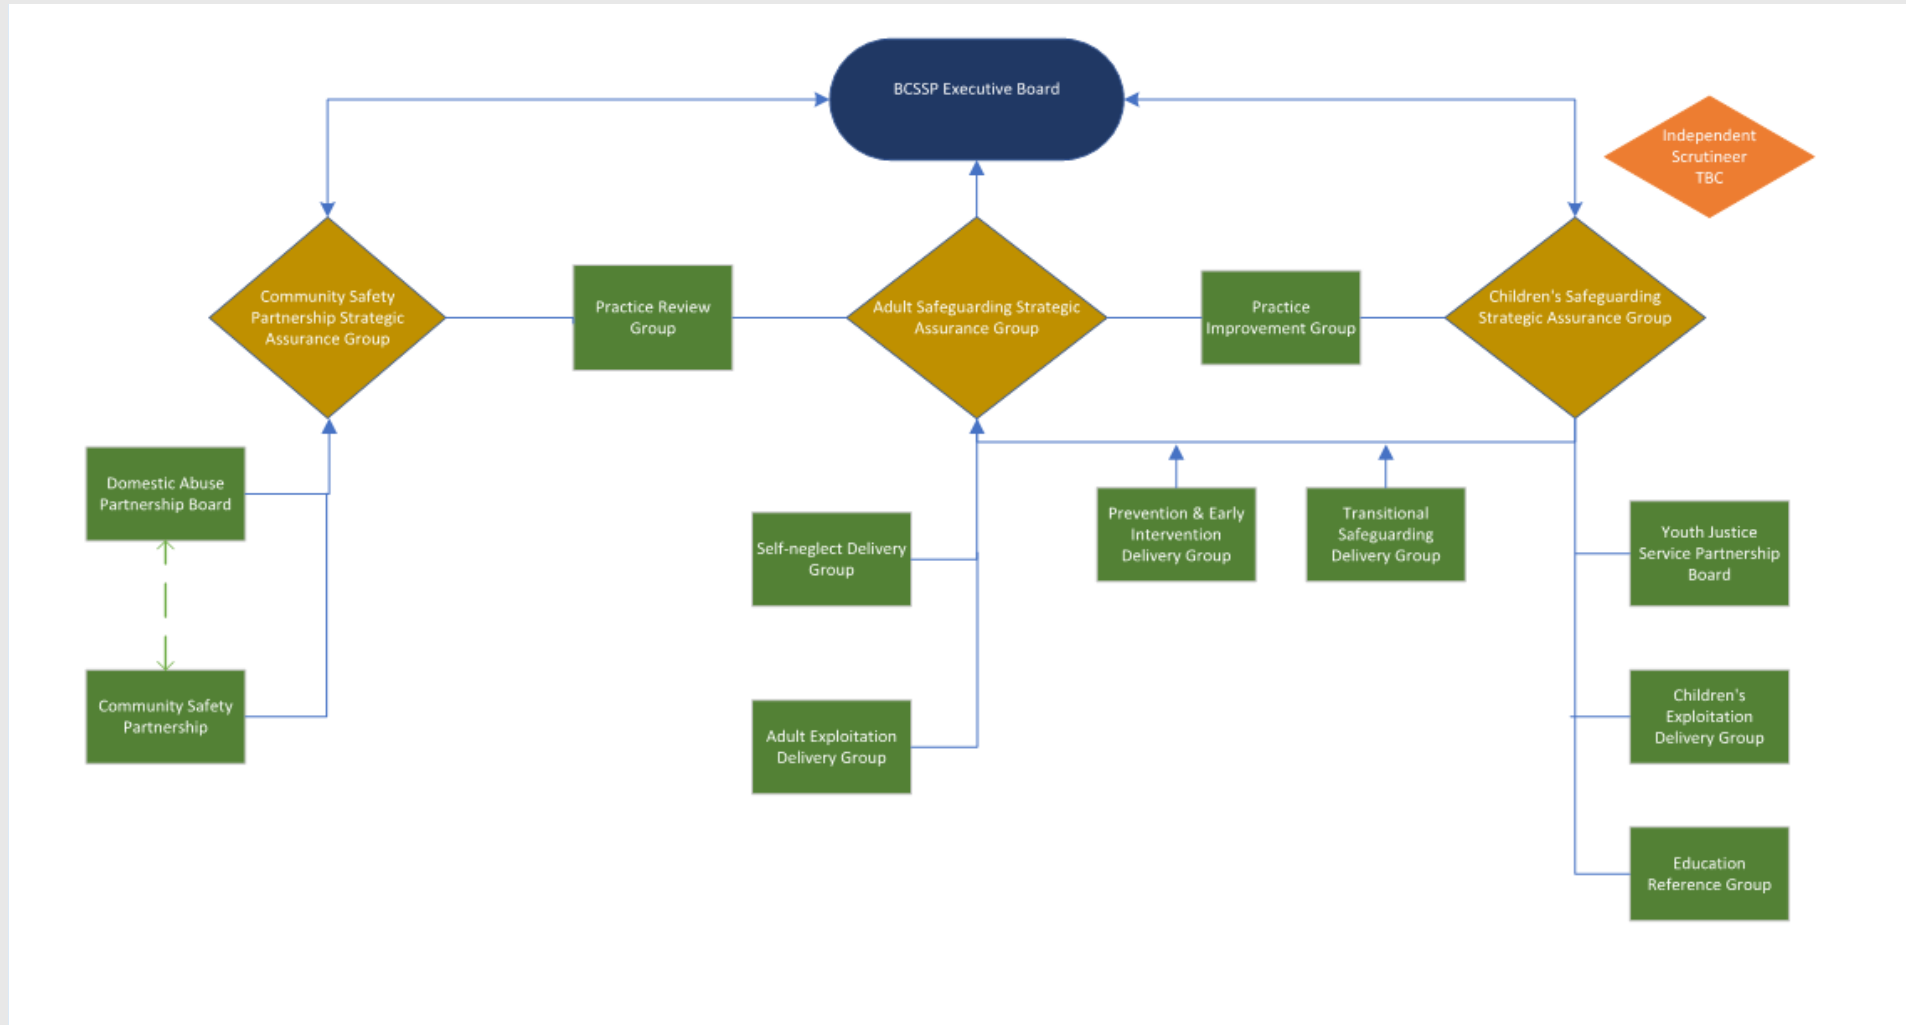 BCSSP Executive Board
Independent
Scrutineer
TBC
Community Safety
Partnership Strategic
Assurance Group
Practice Review
Group
Adult Safeguarding Strategic
Assurance Group
Practice
Improvement Group
Children's Safeguarding
Strategic Assurance Group
Domestic Abuse
Partnership Board
Self-neglect Delivery
Group
Prevention & Early
Intervention
Delivery Group
Transitional
Safeguarding
Delivery Group
Youth Justice
Service Partnership
Board
Community Safety
Partnership
Adult Exploitation
Delivery Group
Children's
Exploitation
Delivery Group
Education
Reference Group